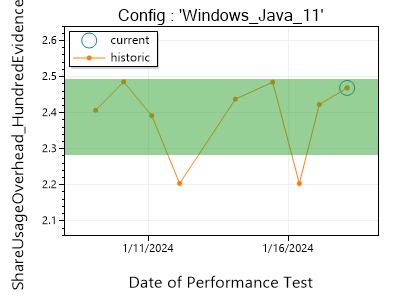 Config : 'Windows_Java_11'
ShareUsageOverhead_HundredEvidence
2.6
2.5
2.4
2.3
2.2
2.1
current
historic
1/11/2024
1/16/2024
Date of Performance Test